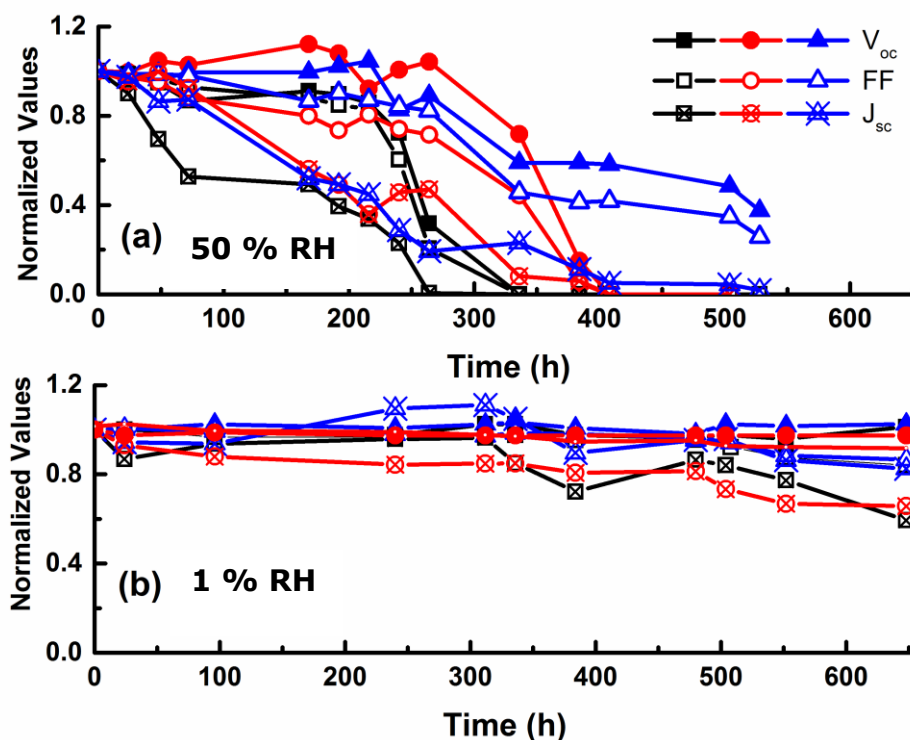 1.2
0.8
0.4
0.0
Normalized Values
(a)
50 % RH
V_oc
FF
J_sc
0 100 200 300 400 500 600
Time (h)
1.2
0.8
0.4
0.0
Normalized Values
(b)
1 % RH
0 100 200 300 400 500 600
Time (h)